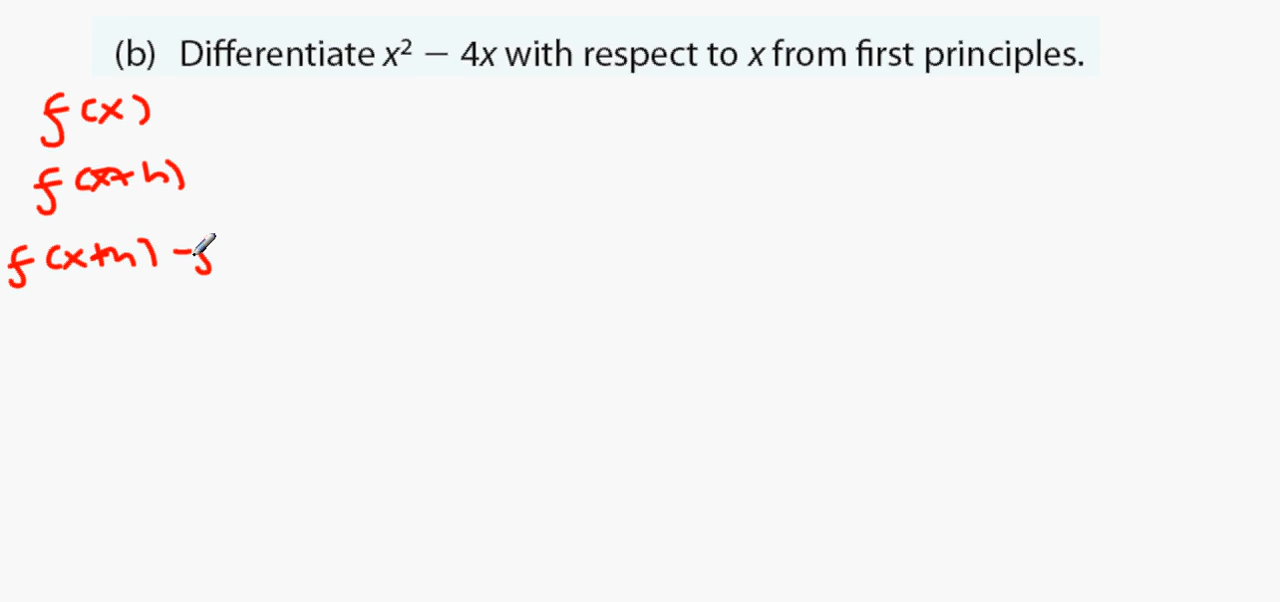 (b) Differentiate x² – 4x with respect to x from first principles.
f(x)
f(x+h)
f(x+h) - f